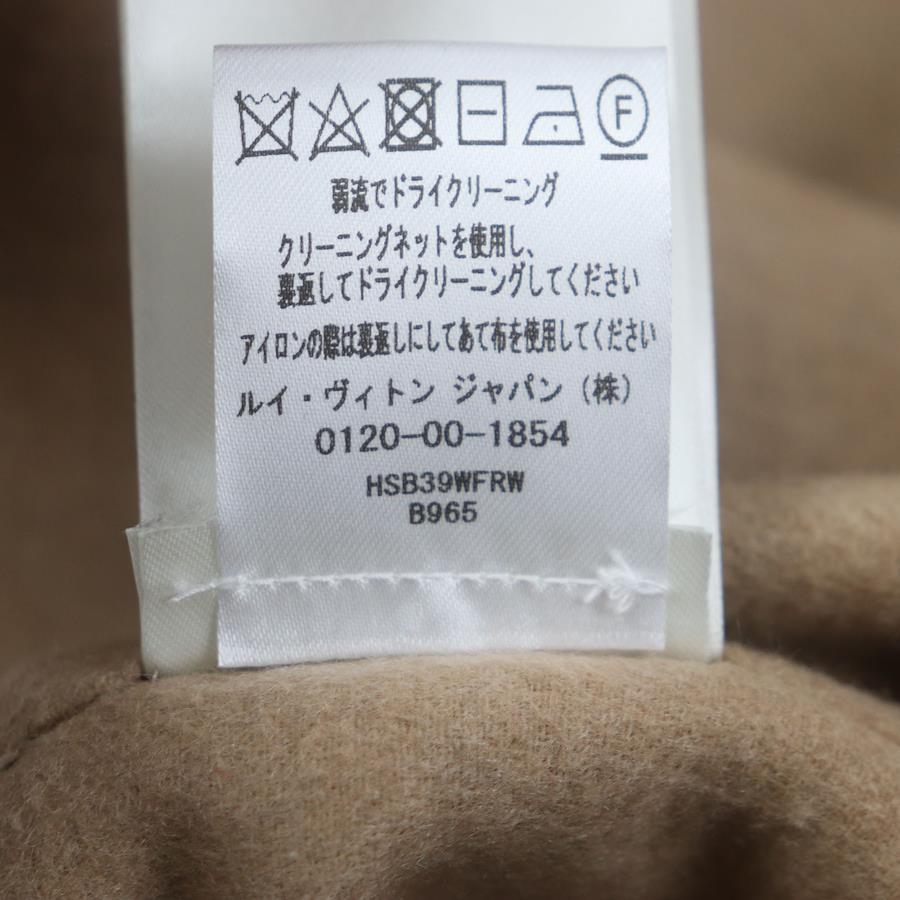 F
弱流でドライクリーニング
クリーニングネットを使用し、
裏返してドライクリーニングしてください
アイロンの際は裏返しにしてあて布を使用してください
ルイ・ヴィトン ジャパン（株）
0120-00-1854
HSB39WFRW
B965